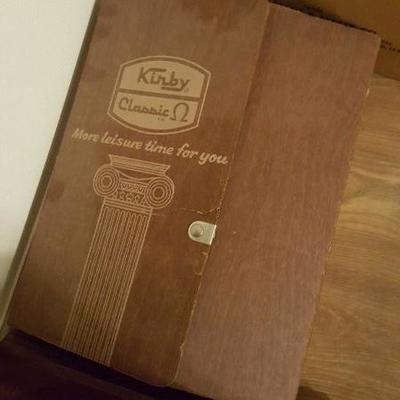 Kirby
Classic Ω
More leisure time for you